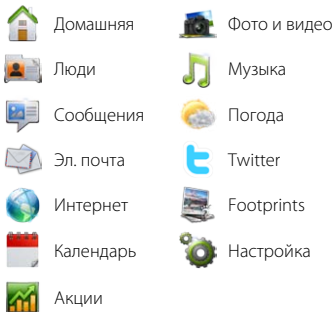 Домашняя
Фото и видео
Люди
Музыка
Сообщения
Погода
Эл. почта
Twitter
Интернет
Footprints
Календарь
Настройка
Акции